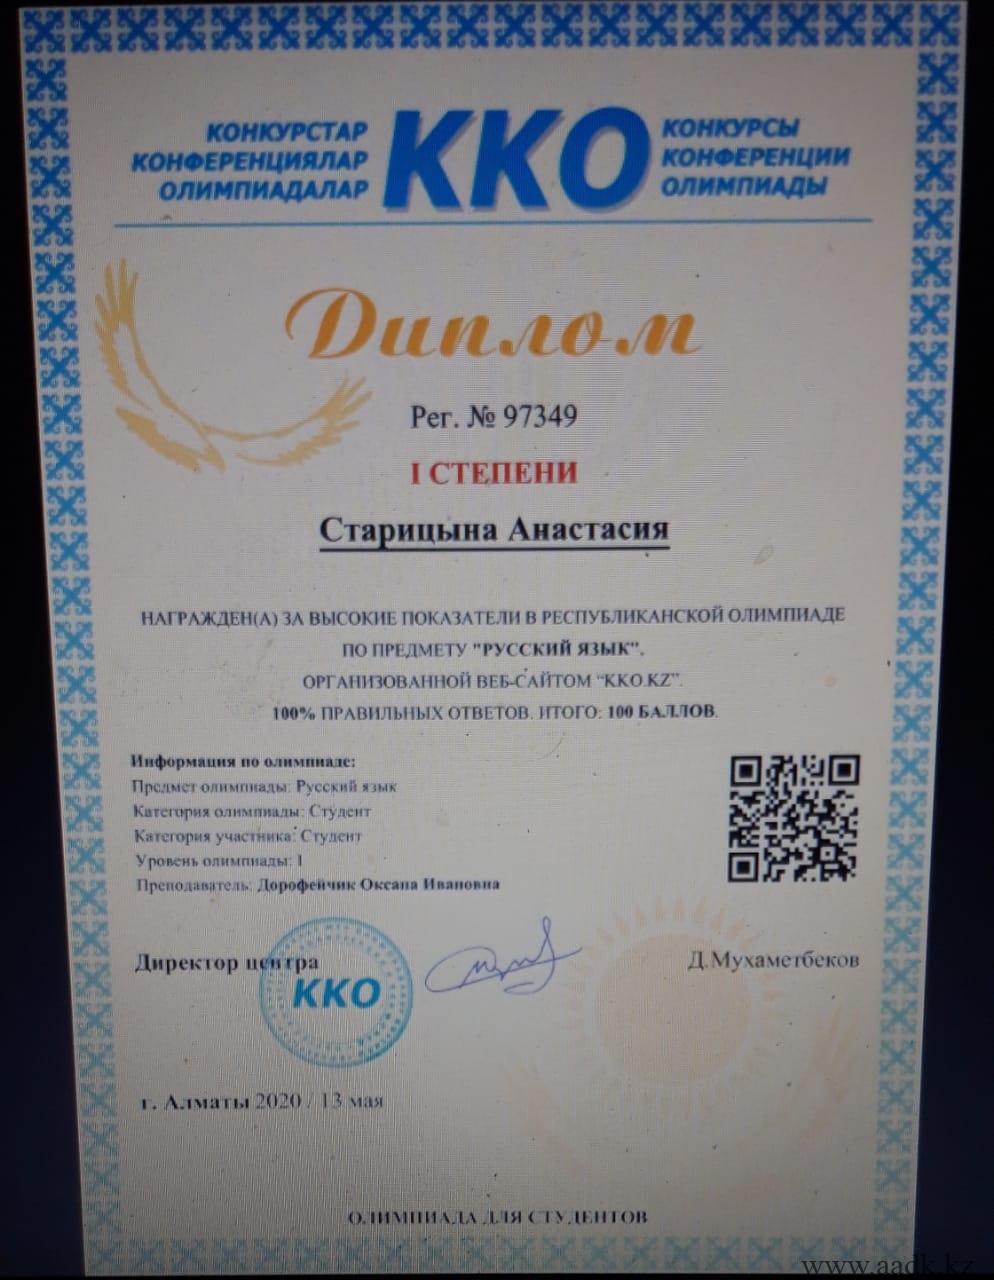 КОНКУРСТАР
КОНФЕРЕНЦИЯЛАР
ОЛИМПИАДАЛАР
ККО
КОНКУРСЫ
КОНФЕРЕНЦИИ
ОЛИМПИАДЫ
Диплом
Рег. № 97349
I СТЕПЕНИ
Старицына Анастасия
НАГРАЖДЕН(А) ЗА ВЫСОКИЕ ПОКАЗАТЕЛИ В РЕСПУБЛИКАНСКОЙ ОЛИМПИАДЕ
ПО ПРЕДМЕТУ "РУССКИЙ ЯЗЫК",
ОРГАНИЗОВАННОЙ ВЕБ-САЙТОМ “KKO.KZ”.
100% ПРАВИЛЬНЫХ ОТВЕТОВ. ИТОГО: 100 БАЛЛОВ.
Информация по олимпиаде:
Предмет олимпиады: Русский язык
Категория олимпиады: Студент
Категория участника: Студент
Уровень олимпиады: 1
Преподаватель: Дорофейчик Оксана Ивановна
Директор центра
ККО
Д.Мухаметбеков
г. Алматы 2020 / 13 мая
ОЛИМПИАДА ДЛЯ СТУДЕНТОВ
www.aadk.kz